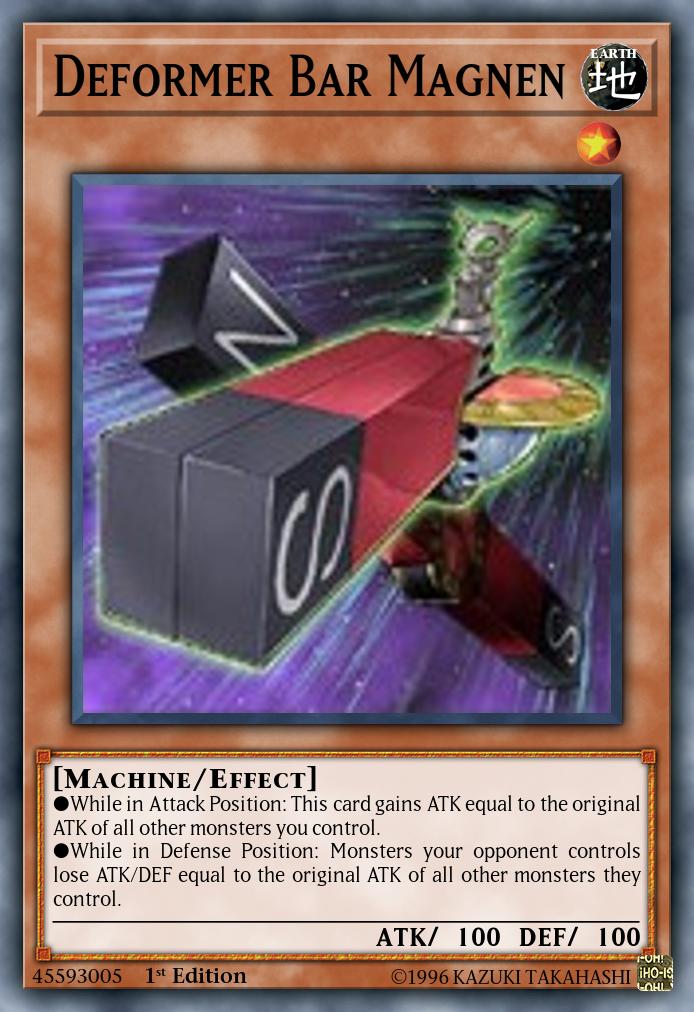 DEFORMER BAR MAGNEN
EARTH
地
N
S
S
[MACHINE/EFFECT]
●While in Attack Position: This card gains ATK equal to the original
ATK of all other monsters you control.
●While in Defense Position: Monsters your opponent controls
lose ATK/DEF equal to the original ATK of all other monsters they
control.
ATK/ 100 DEF/ 100
45593005 1st Edition ©1996 KAZUKI TAKAHASHI